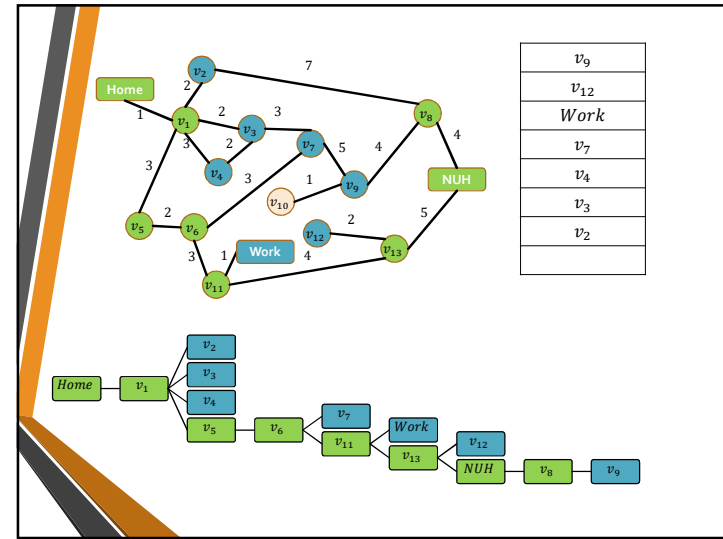 7
v₂
v₉
Home
2
v₁₂
1
v₁
2
3
v₈
Work
v₃
3
2
v₇
5
4
4
v₇
v₄
3
3
1
v₉
NUH
v₄
v₁₀
v₃
v₅
2
v₆
v₁₂
2
5
v₂
3
1
Work
4
v₁₃
v₁₁
v₂
v₃
Home
v₁
v₄
v₇
v₅
v₆
Work
v₁₁
v₁₂
v₁₃
NUH
v₈
v₉